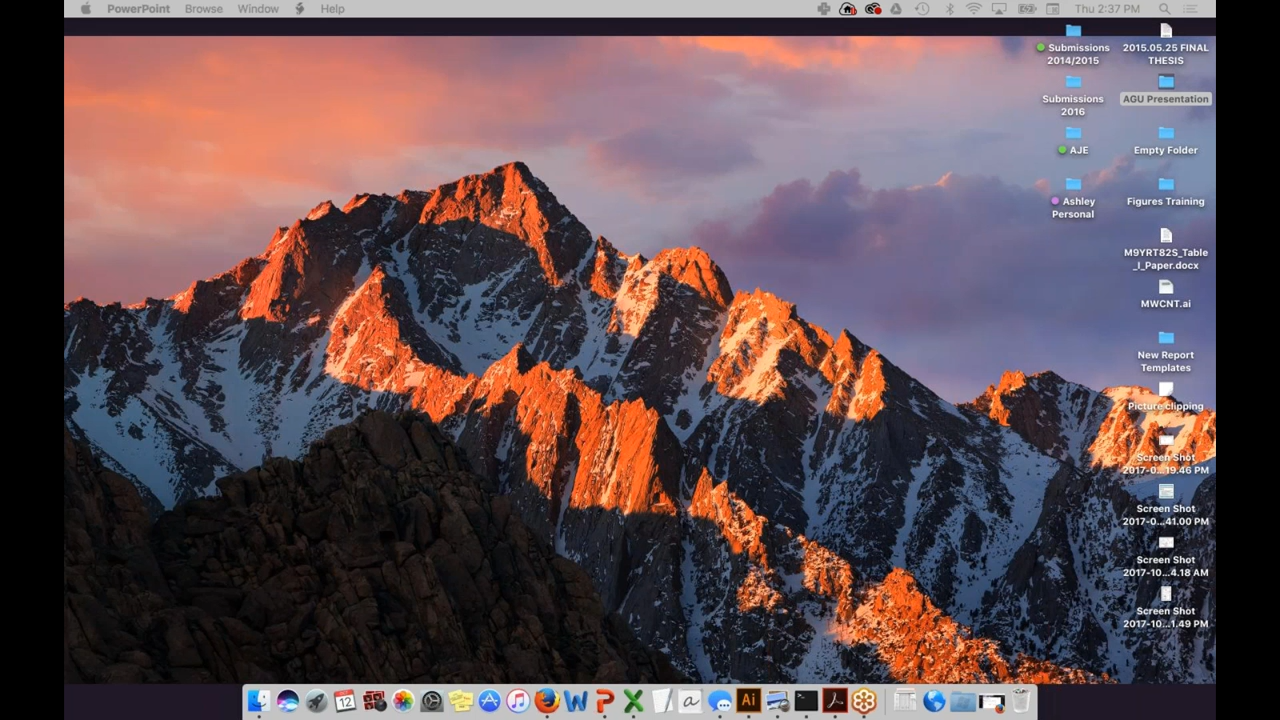 PowerPoint Browse Window Help
Thu 2:37 PM
Submissions
2014/2015
2015.05.25 FINAL
THESIS
Submissions
2016
AGU Presentation
AJE
Empty Folder
Ashley
Personal
Figures Training
M9YRT82S_Table
_I_Paper.docx
MWCNT.ai
New Report
Templates
Picture clipping
Screen Shot
2017-0...19.46 PM
Screen Shot
2017-0...41.00 PM
Screen Shot
2017-10...4.18 AM
Screen Shot
2017-10...1.49 PM
12
W
P
X
a
Ai